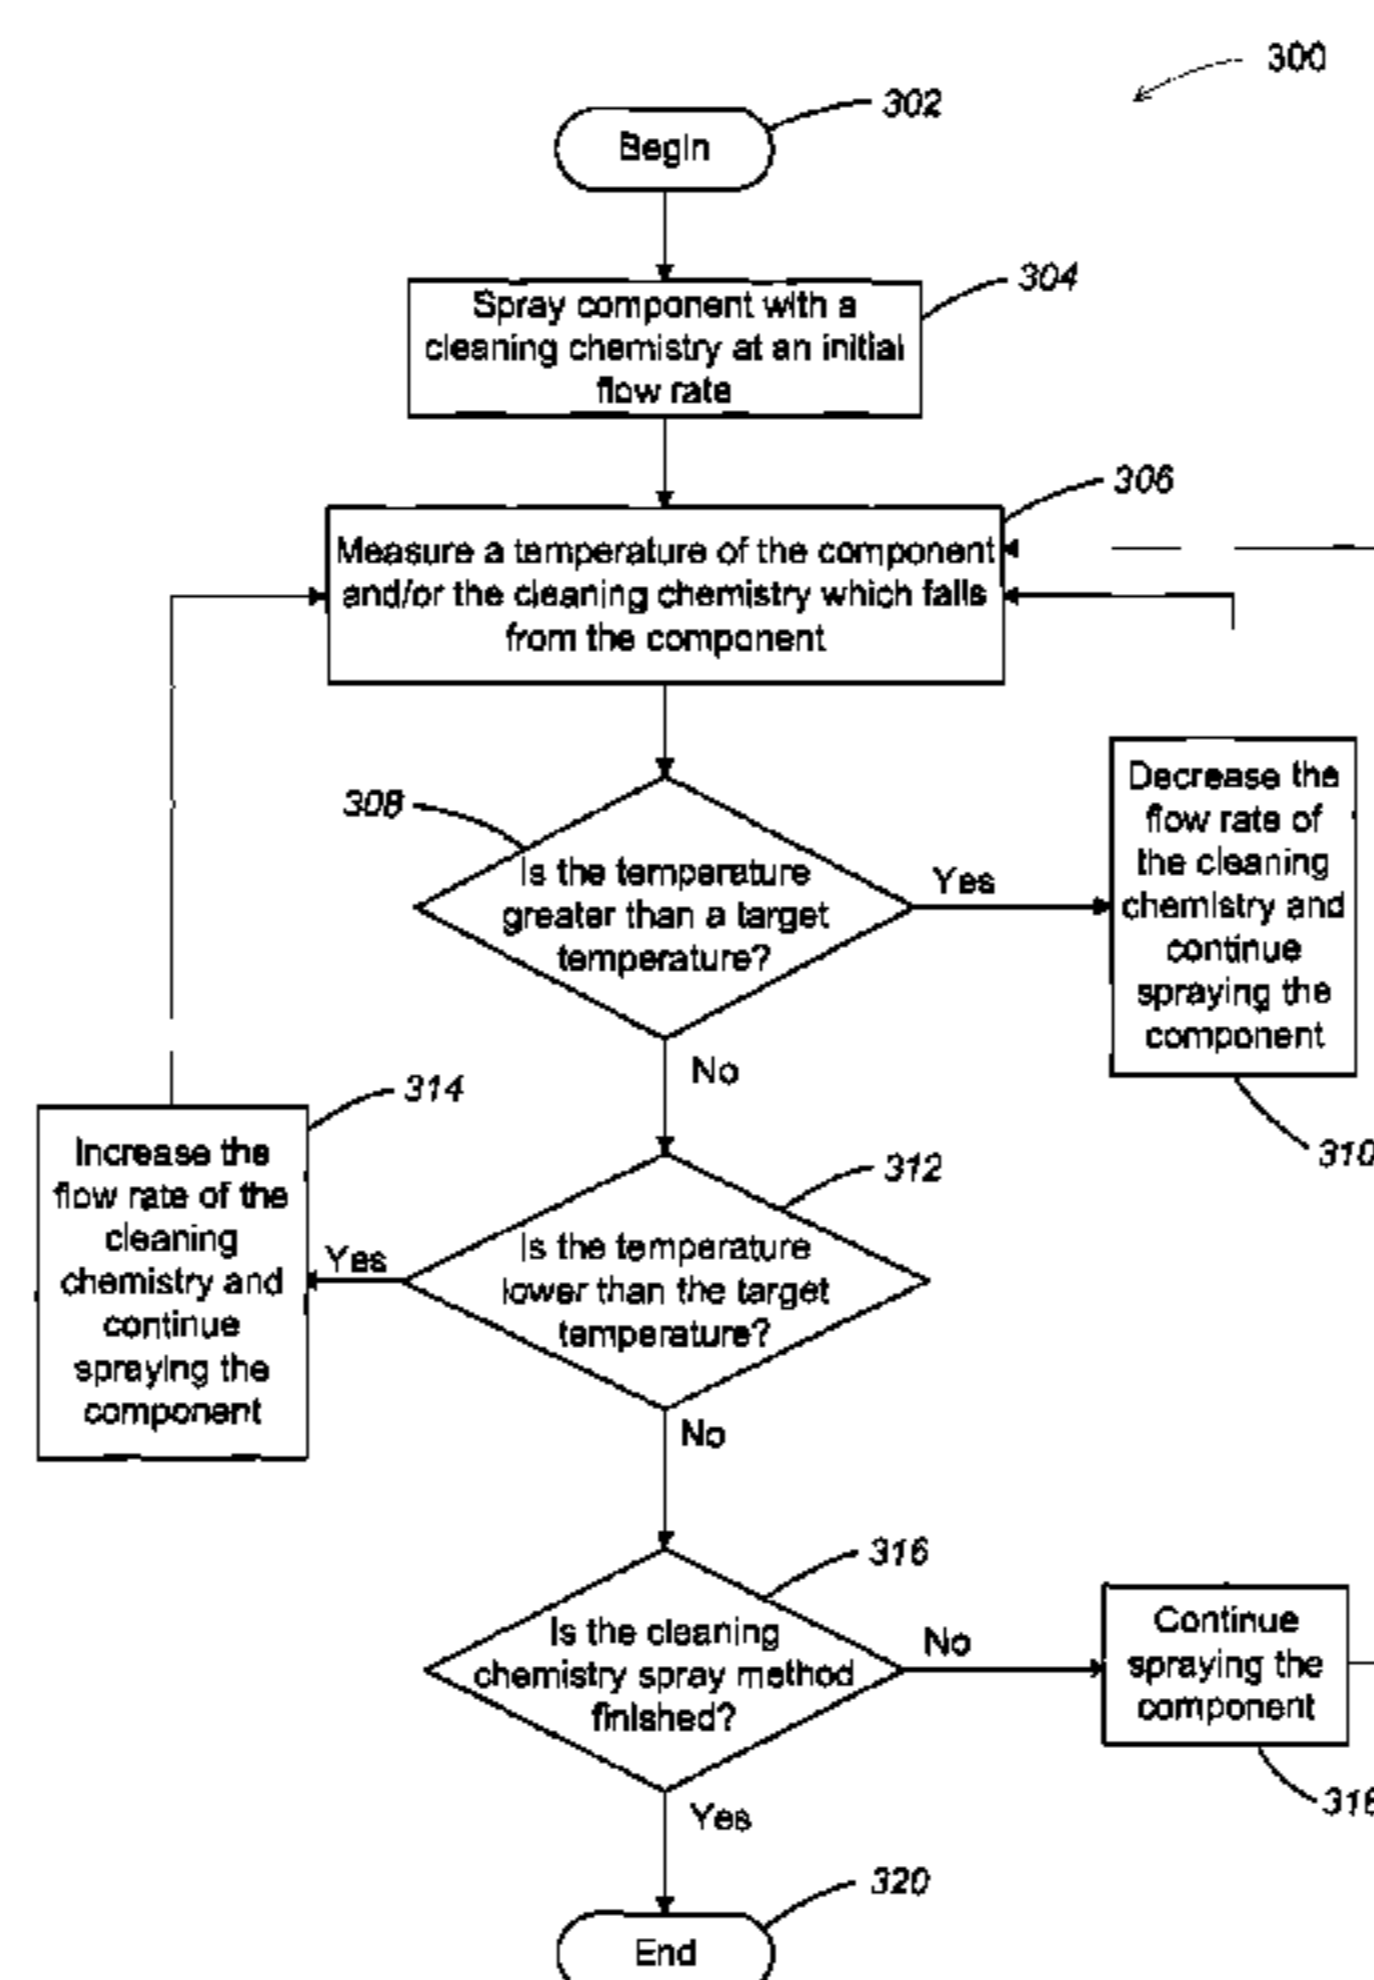 300
302
Begin
304
Spray component with a
cleaning chemistry at an initial
flow rate
306
Measure a temperature of the component
and/or the cleaning chemistry which falls
from the component
308
Is the temperature
greater than a target
temperature?
Yes
No
Decrease the
flow rate of
the cleaning
chemistry and
continue
spraying the
component
310
314
Increase the
flow rate of the
cleaning
chemistry and
continue
spraying the
component
312
Is the temperature
lower than the target
temperature?
Yes
No
316
Is the cleaning
chemistry spray method
finished?
No
Yes
Continue
spraying the
component
320
End